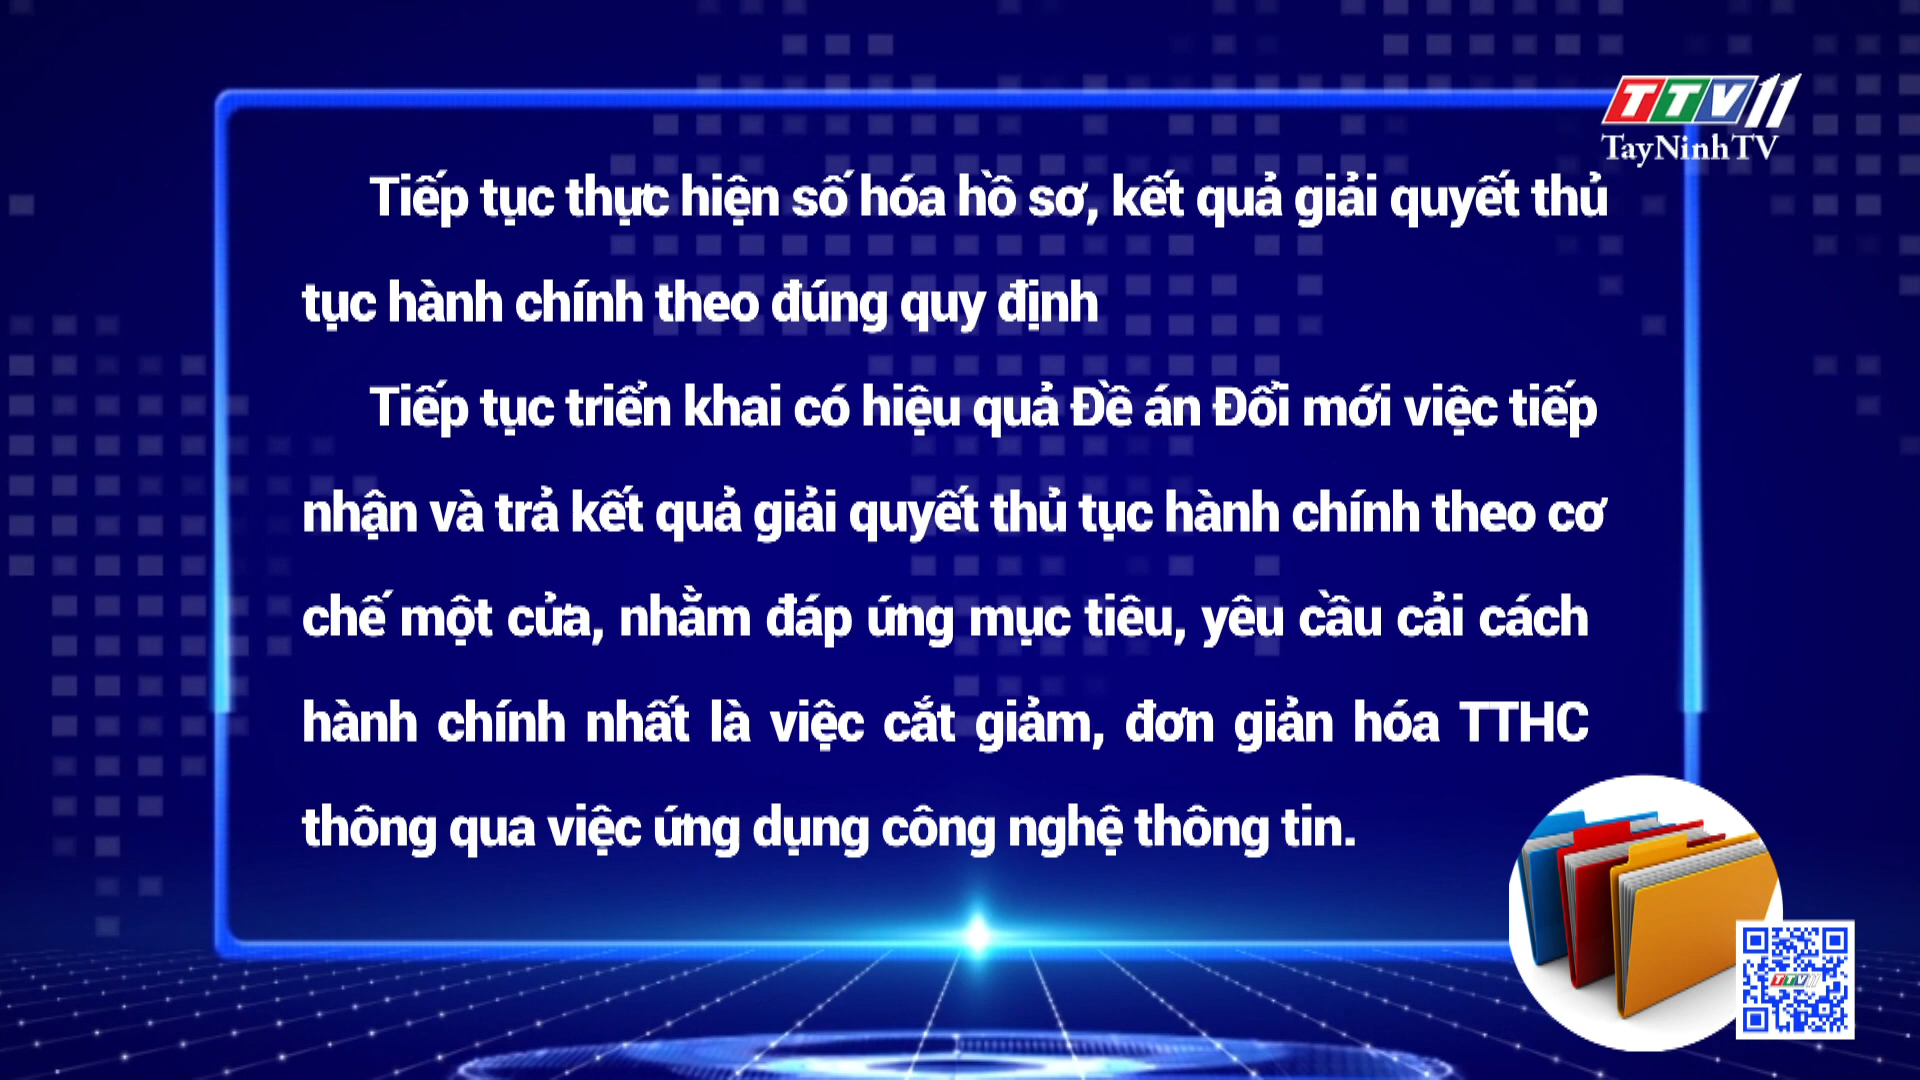 TTV11
TayNinhTV
Tiếp tục thực hiện số hóa hồ sơ, kết quả giải quyết thủ
tục hành chính theo đúng quy định
Tiếp tục triển khai có hiệu quả Đề án Đổi mới việc tiếp
nhận và trả kết quả giải quyết thủ tục hành chính theo cơ
chế một cửa, nhằm đáp ứng mục tiêu, yêu cầu cải cách
hành chính nhất là việc cắt giảm, đơn giản hóa TTHC
thông qua việc ứng dụng công nghệ thông tin.
TTV11